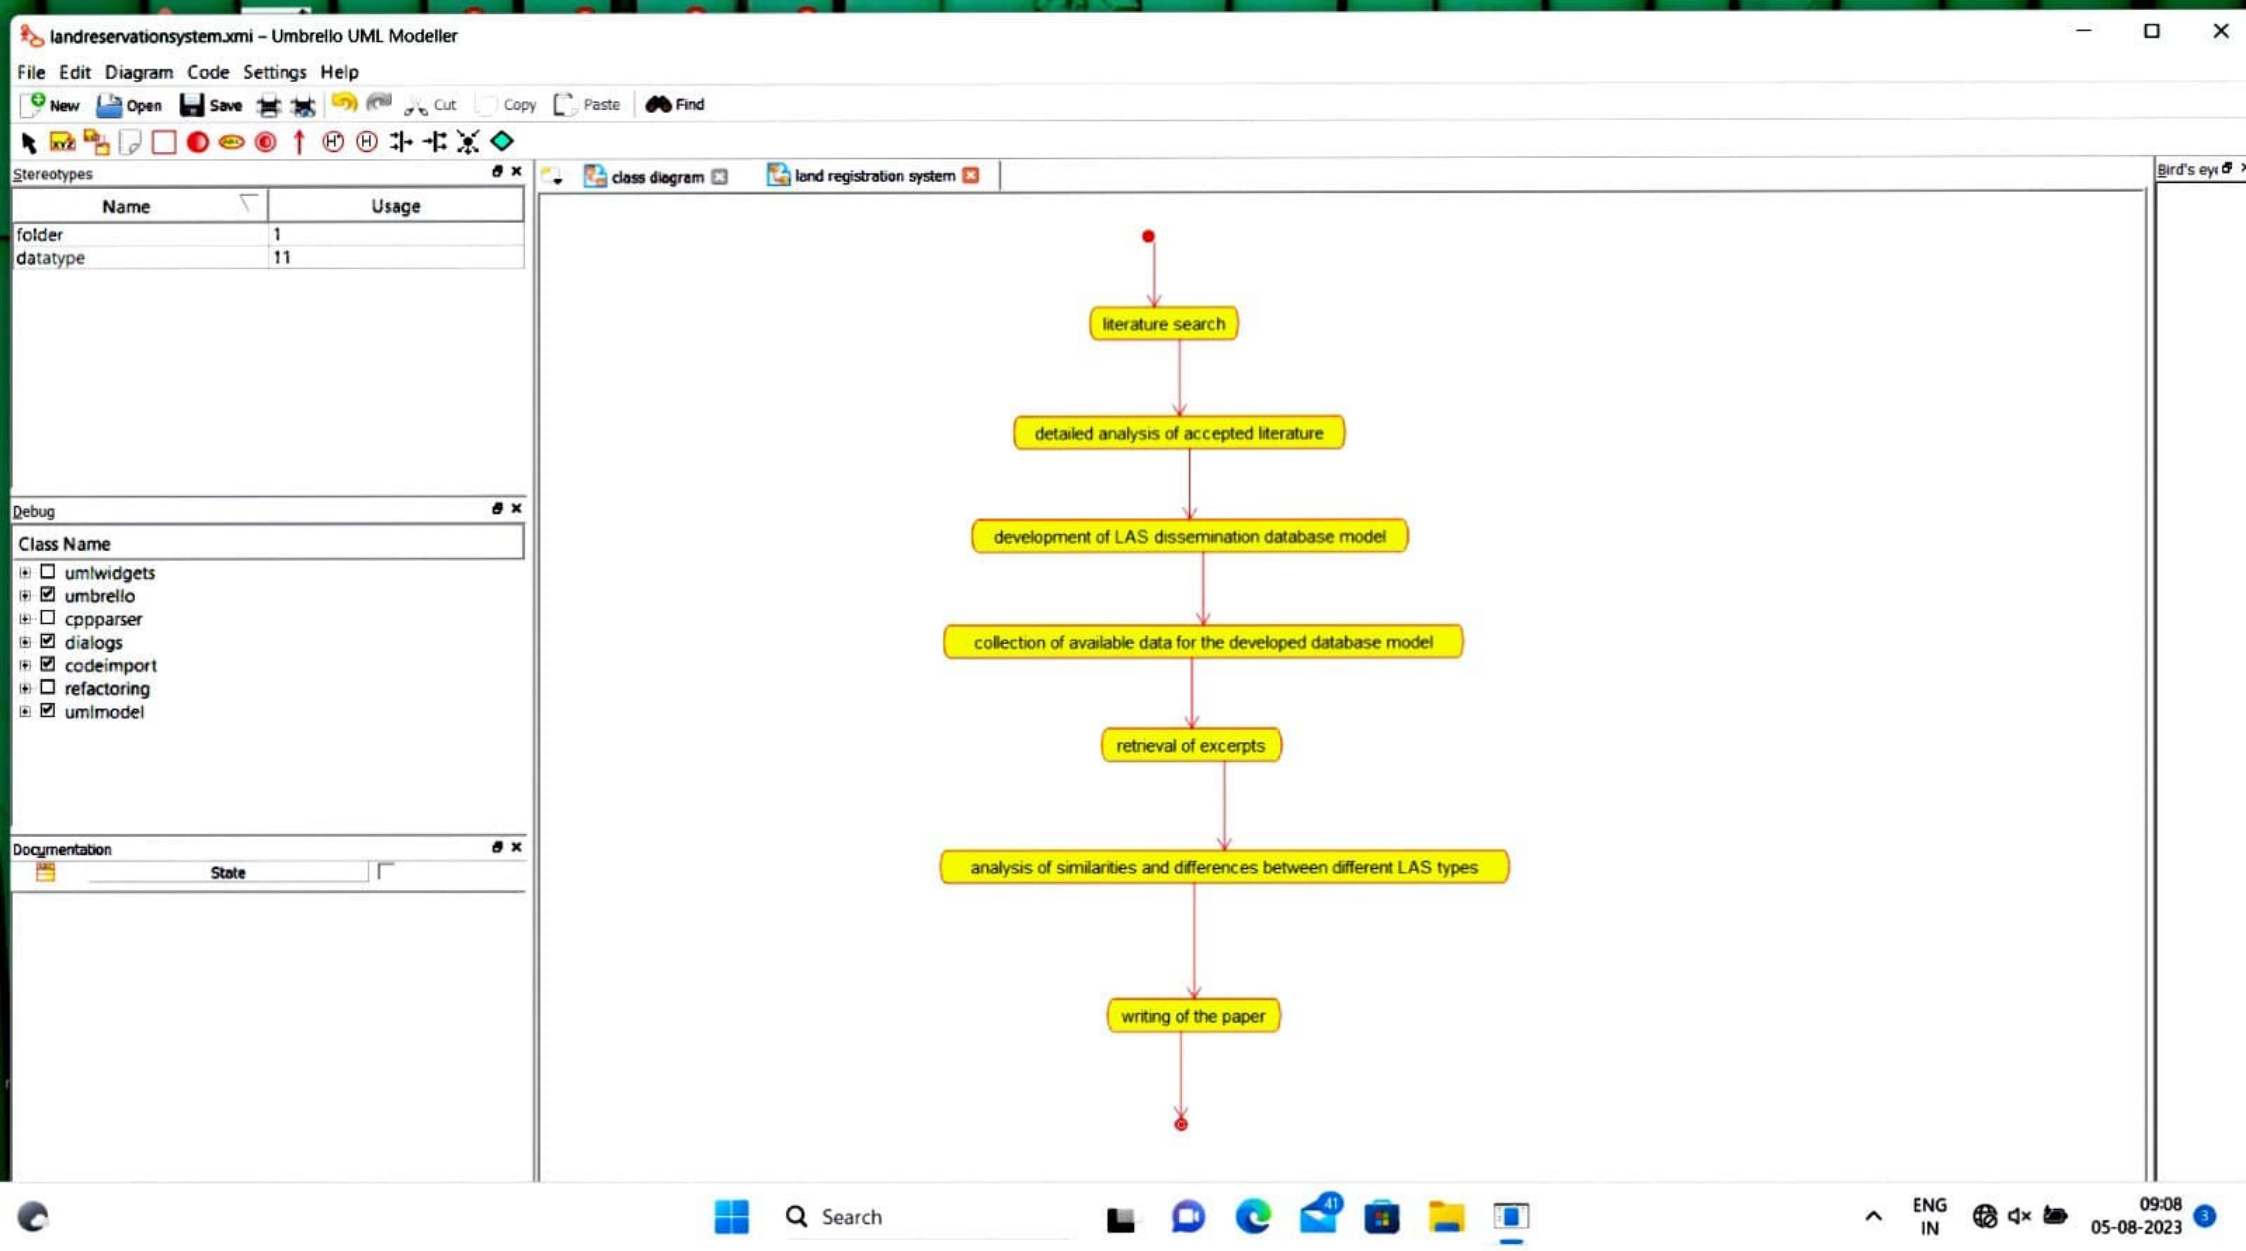 landreservationsystem.xmi – Umbrello UML Modeller
File Edit Diagram Code Settings Help
New Open Save Cut Copy Paste Find
Stereotypes
class diagram
land registration system
Bird's eye
Name Usage
folder 1
datatype 11
literature search
detailed analysis of accepted literature
development of LAS dissemination database model
collection of available data for the developed database model
retrieval of excerpts
analysis of similarities and differences between different LAS types
writing of the paper
Debug
Class Name
umlwidgets
umbrello
cppparser
dialogs
codeimport
refactoring
umlmodel
Documentation
State
Search
41
ENG
IN
09:08
05-08-2023
3